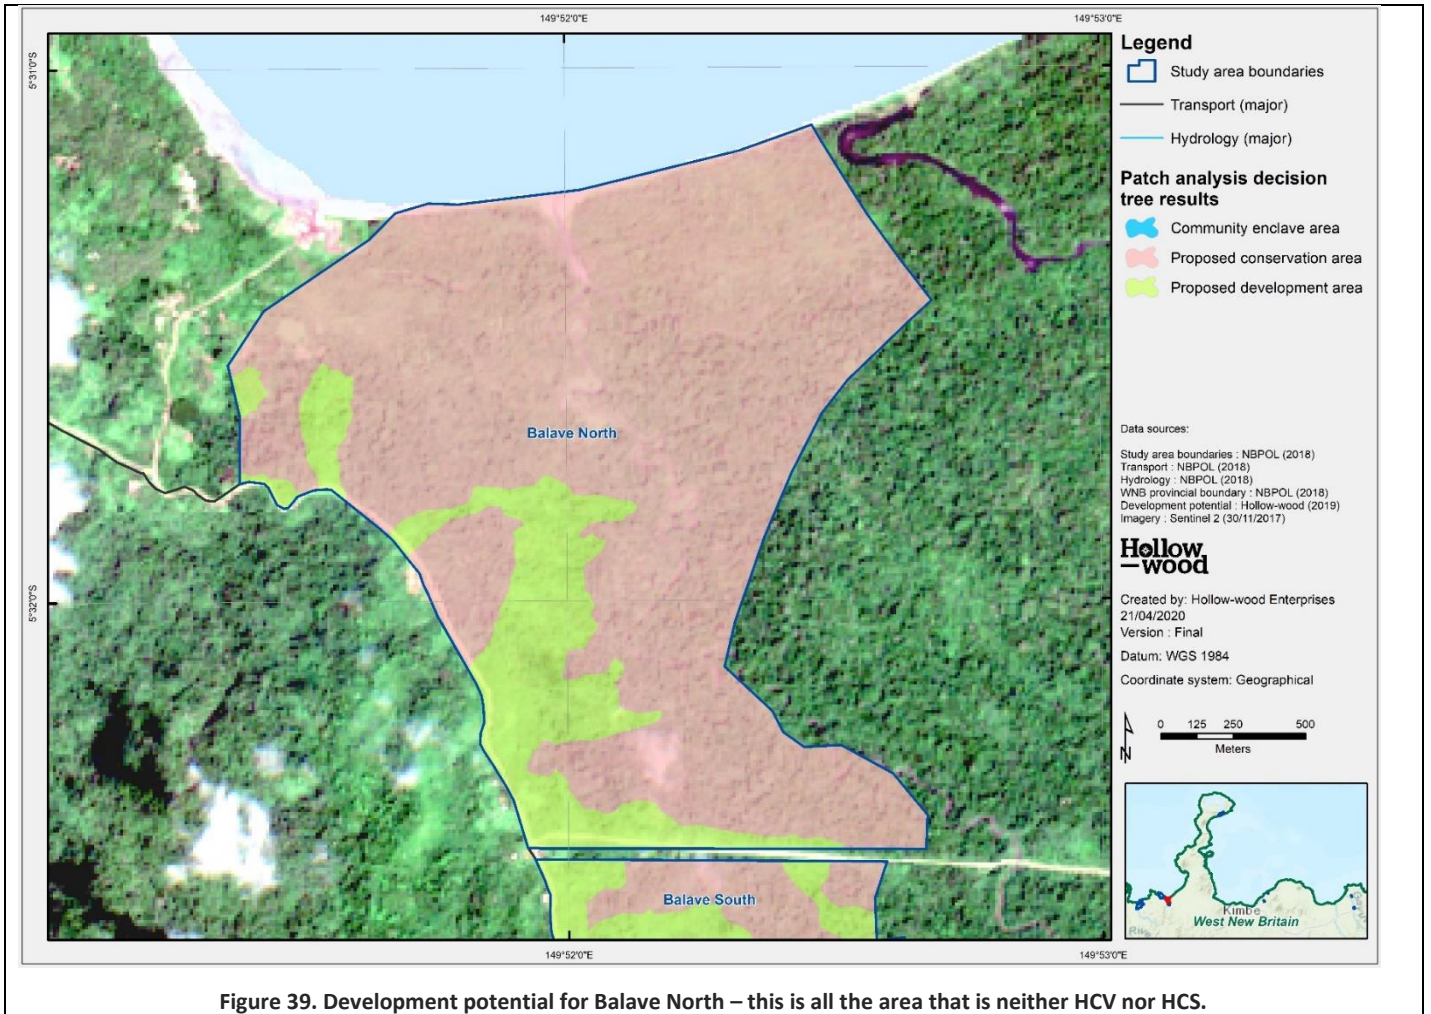 149°52'0"E
149°53'0"E
5°31'0"S
5°32'0"S
Balave North
Balave South
149°52'0"E
149°53'0"E
Legend
Study area boundaries
Transport (major)
Hydrology (major)
Patch analysis decision
tree results
Community enclave area
Proposed conservation area
Proposed development area
Data sources:
Study area boundaries : NBPOL (2018)
Transport : NBPOL (2018)
Hydrology : NBPOL (2018)
WNB provincial boundary : NBPOL (2018)
Development potential : Hollow-wood (2019)
Imagery : Sentinel 2 (30/11/2017)
Hollow
–wood
Created by: Hollow-wood Enterprises
21/04/2020
Version : Final
Datum: WGS 1984
Coordinate system: Geographical
N
0 125 250 500
Meters
Kimbe
West New Britain
Figure 39. Development potential for Balave North – this is all the area that is neither HCV nor HCS.